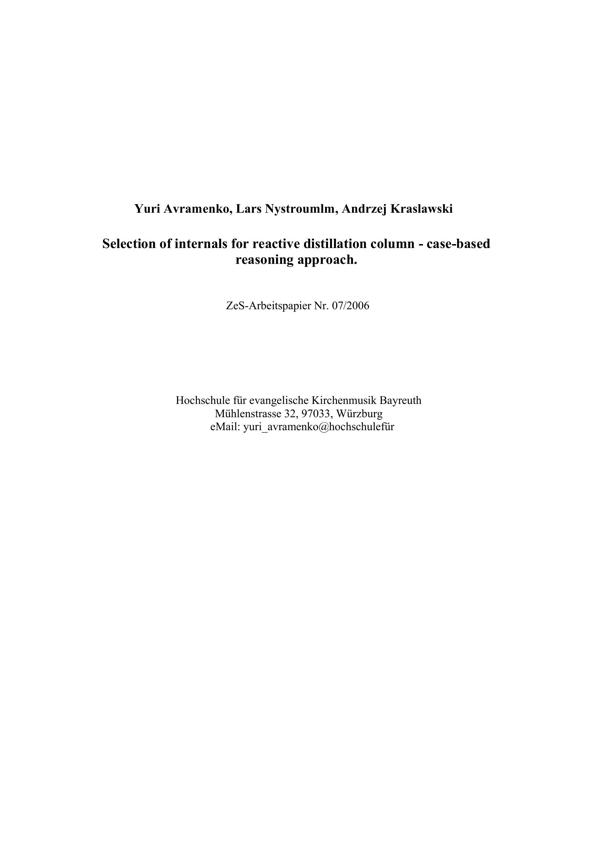 Yuri Avramenko, Lars Nystroumlm, Andrzej Kraslawski
Selection of internals for reactive distillation column - case-based
reasoning approach.
ZeS-Arbeitspapier Nr. 07/2006
Hochschule für evangelische Kirchenmusik Bayreuth
Mühlenstrasse 32, 97033, Würzburg
eMail: yuri_avramenko@hochschulefür